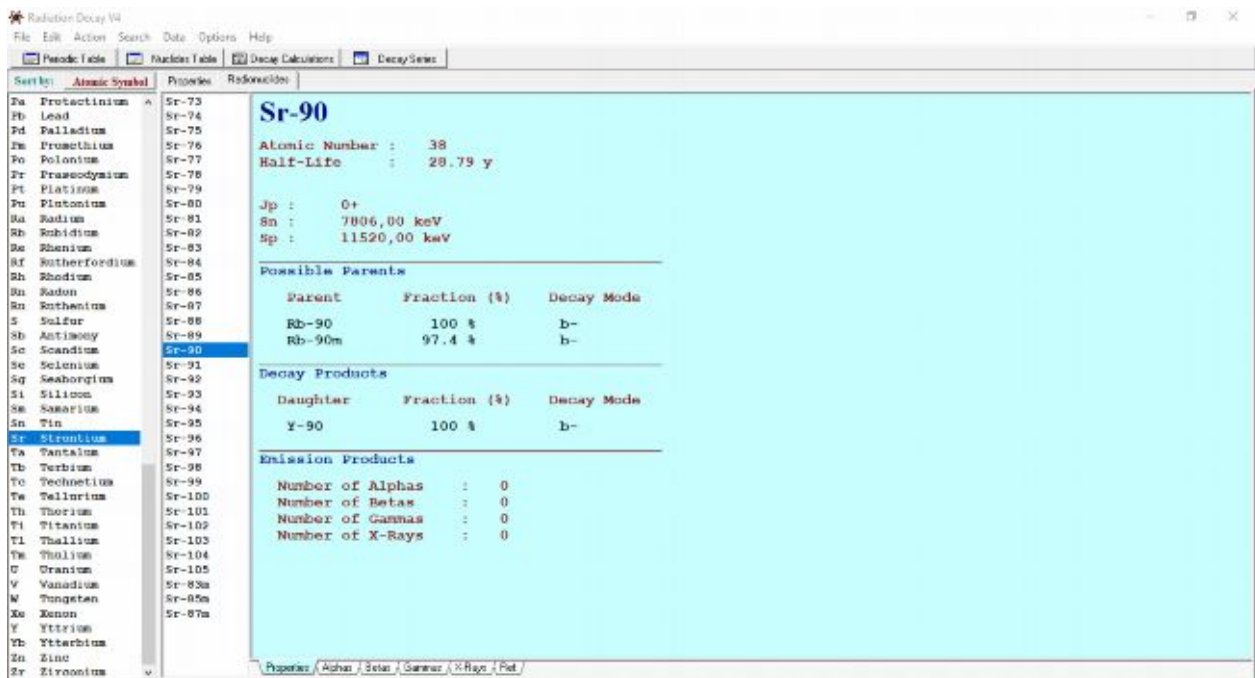 Radiation Decay V4
File Edit Action Search Data Options Help
Periodic Table Nuclides Table Decay Calculations Decay Series
Sort by: Atomic Symbol Properties Radionuclides
Pa Protactinium
Pb Lead
Pd Palladium
Pm Promethium
Po Polonium
Pr Praseodymium
Pt Platinum
Pu Plutonium
Ra Radium
Rb Rubidium
Re Rhenium
Rf Rutherfordium
Rh Rhodium
Rn Radon
Ru Ruthenium
S Sulfur
Sb Antimony
Sc Scandium
Se Selenium
Sg Seaborgium
Si Silicon
Sm Samarium
Sn Tin
Sr Strontium
Ta Tantalum
Tb Terbium
Tc Technetium
Te Tellurium
Th Thorium
Ti Titanium
Tl Thallium
Tm Thulium
U Uranium
V Vanadium
W Tungsten
Xe Xenon
Y Yttrium
Yb Ytterbium
Zn Zinc
Zr Zirconium
Sr-73
Sr-74
Sr-75
Sr-76
Sr-77
Sr-78
Sr-79
Sr-80
Sr-81
Sr-82
Sr-83
Sr-84
Sr-85
Sr-86
Sr-87
Sr-88
Sr-89
Sr-90
Sr-91
Sr-92
Sr-93
Sr-94
Sr-95
Sr-96
Sr-97
Sr-98
Sr-99
Sr-100
Sr-101
Sr-102
Sr-103
Sr-104
Sr-105
Sr-83m
Sr-85m
Sr-87m
Sr-90
Atomic Number : 38
Half-Life : 28.79 y
Jp : 0+
Sn : 7806,00 keV
Sp : 11520,00 keV
Possible Parents
Parent Fraction (%) Decay Mode
Rb-90 100 % b-
Rb-90m 97.4 % b-
Decay Products
Daughter Fraction (%) Decay Mode
Y-90 100 % b-
Emission Products
Number of Alphas : 0
Number of Betas : 0
Number of Gammas : 0
Number of X-Rays : 0
Properties Alphas Betas Gammas X-Rays Ref